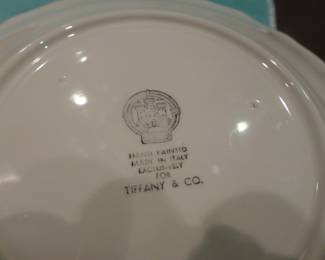 HAND PAINTED
MADE IN ITALY
EXCLUSIVELY
FOR
TIFFANY & CO.